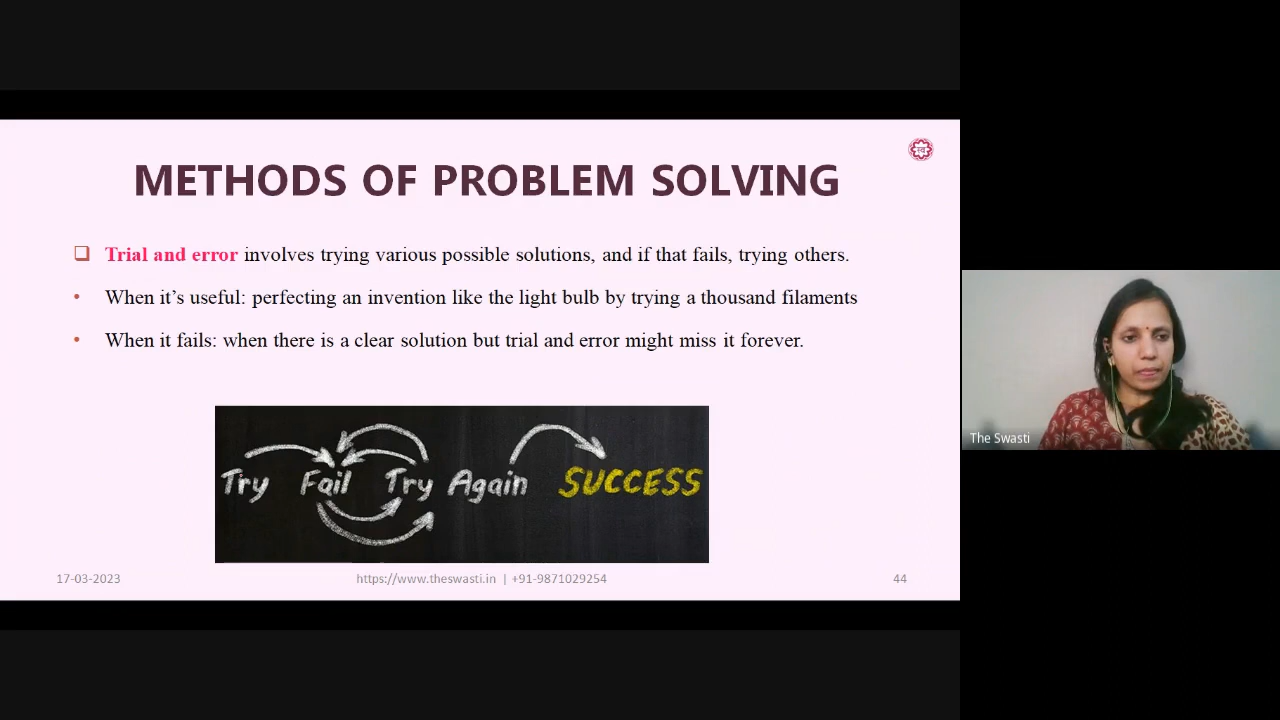 METHODS OF PROBLEM SOLVING
Trial and error involves trying various possible solutions, and if that fails, trying others.
When it’s useful: perfecting an invention like the light bulb by trying a thousand filaments
When it fails: when there is a clear solution but trial and error might miss it forever.
Try Fail Try Again SUCCESS
17-03-2023 https://www.theswasti.in | +91-9871029254 44
The Swasti